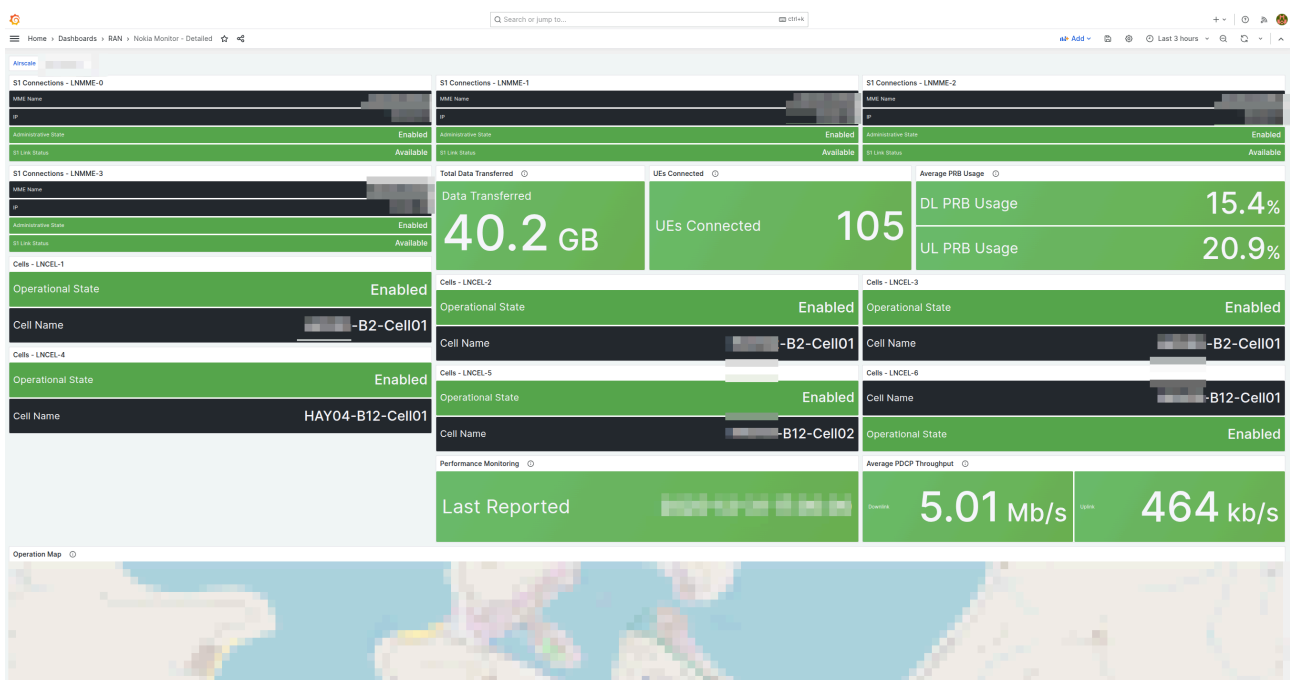 Search or jump to...
ctrl+k
Home › Dashboards › RAN › Nokia Monitor - Detailed
Add
Last 3 hours
Airscale
S1 Connections - LNMME-0
MME Name
IP
Administrative State Enabled
S1 Link Status Available
S1 Connections - LNMME-1
MME Name
IP
Administrative State Enabled
S1 Link Status Available
S1 Connections - LNMME-2
MME Name
IP
Administrative State Enabled
S1 Link Status Available
S1 Connections - LNMME-3
MME Name
IP
Administrative State Enabled
S1 Link Status Available
Total Data Transferred
Data Transferred
40.2 GB
UEs Connected
UEs Connected 105
Average PRB Usage
DL PRB Usage 15.4%
UL PRB Usage 20.9%
Cells - LNCEL-1
Operational State Enabled
Cell Name -B2-Cell01
Cells - LNCEL-2
Operational State Enabled
Cell Name -B2-Cell01
Cells - LNCEL-3
Operational State Enabled
Cell Name -B2-Cell01
Cells - LNCEL-4
Operational State Enabled
Cell Name HAY04-B12-Cell01
Cells - LNCEL-5
Operational State Enabled
Cell Name -B12-Cell02
Cells - LNCEL-6
Cell Name -B12-Cell01
Operational State Enabled
Performance Monitoring
Last Reported
Average PDCP Throughput
Downlink 5.01 Mb/s
Uplink 464 kb/s
Operation Map